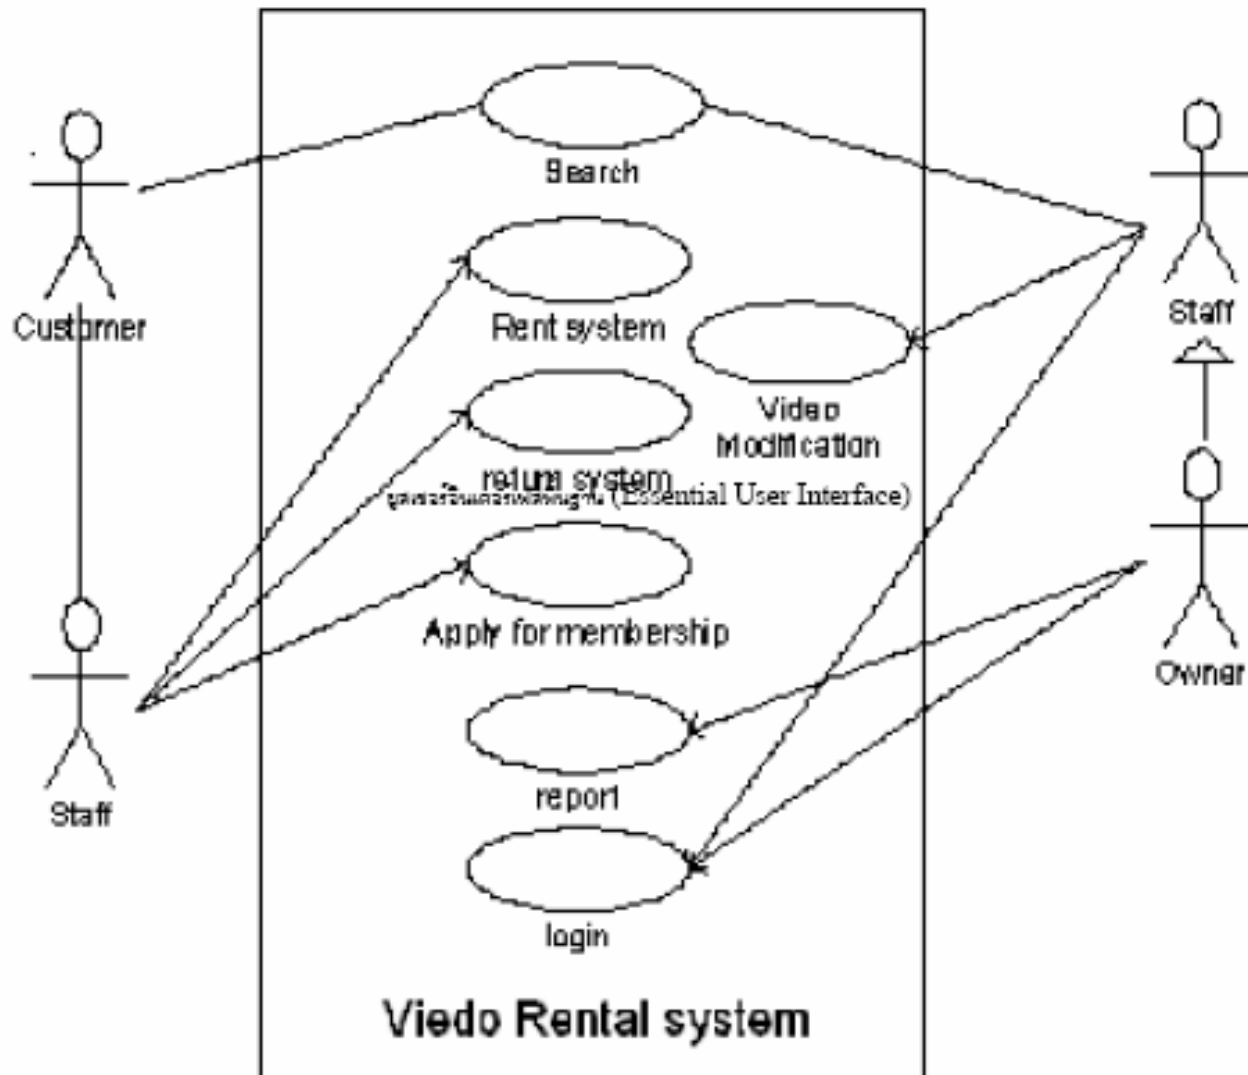 Search
Customer
Staff
Rent system
Video
Modification
return system
(Essential User Interface)
Apply for membership
Owner
report
Staff
login
Viedo Rental system